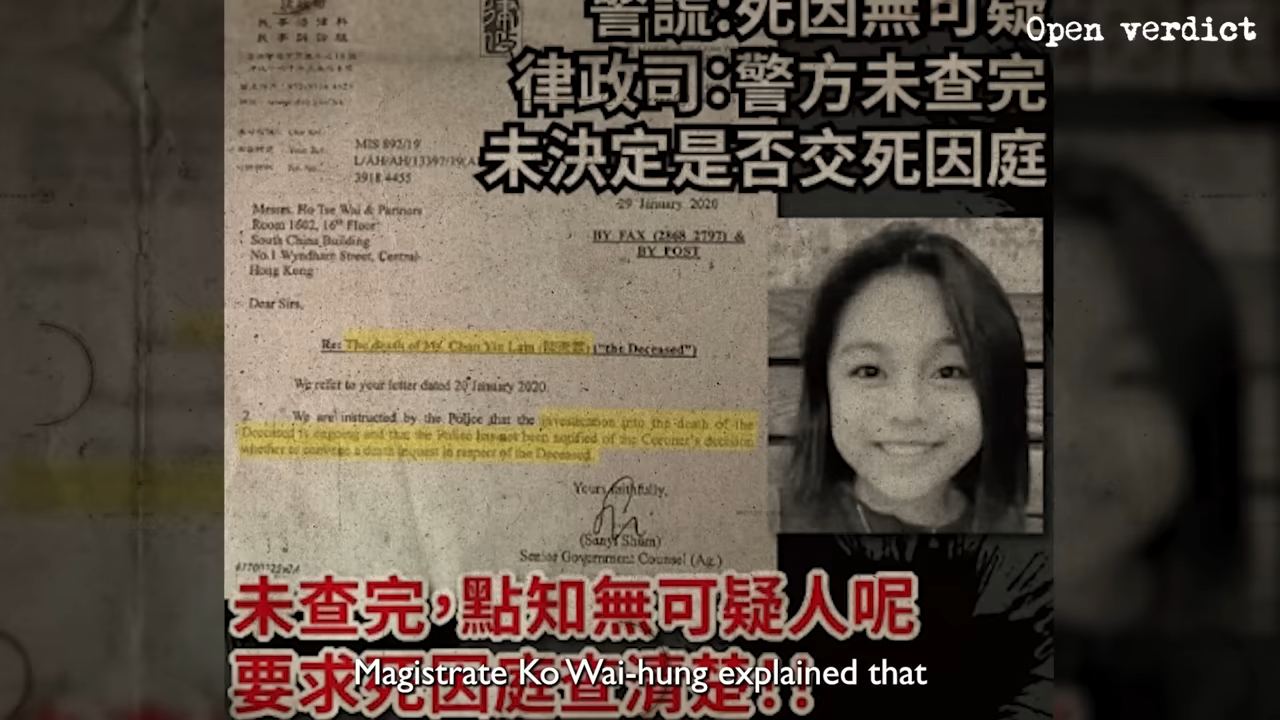 Open verdict
警謊:死因無可疑
律政司:警方未查完
未決定是否交死因庭
MIS 892/19
3918 4455
29 January 2020
Messrs. Ho Tse Wai & Partners
Room 1602, 16th Floor
South China Building
No.1 Wyndham Street, Central
Hong Kong
BY FAX (2868 2797) &
BY POST
Dear Sirs,
Re: The death of Ms. Chan Yin Lam ("the Deceased")
We refer to your letter dated 20 January 2020.
2. We are instructed by the Police that the investigation into the death of the
Deceased is ongoing and that the Police has not been notified of the Coroner's decision
whether to convene a death inquest in respect of the Deceased.
Yours faithfully,
Senior Government Counsel (Ag.)
未查完，點知無可疑人呢
要求死因庭查清楚!!
Magistrate Ko Wai-hung explained that